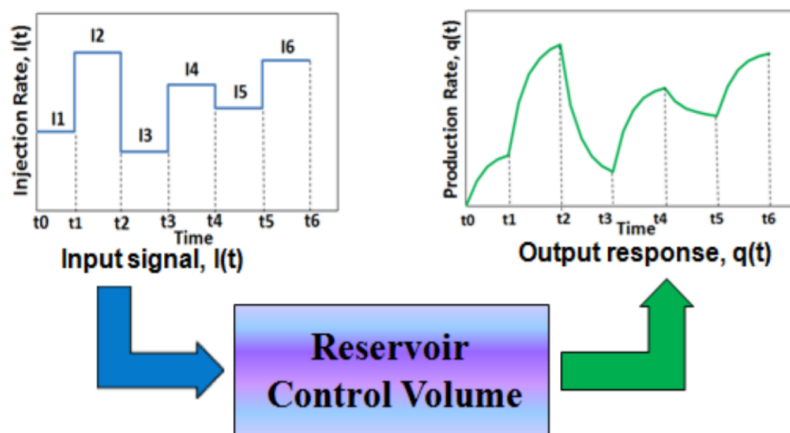 Injection Rate, I(t)
I1
I2
I3
I4
I5
I6
t0 t1 t2 t3 t4 t5 t6
Time
Input signal, I(t)
Production Rate, q(t)
t0 t1 t2 t3 t4 t5 t6
Time
Output response, q(t)
Reservoir
Control Volume